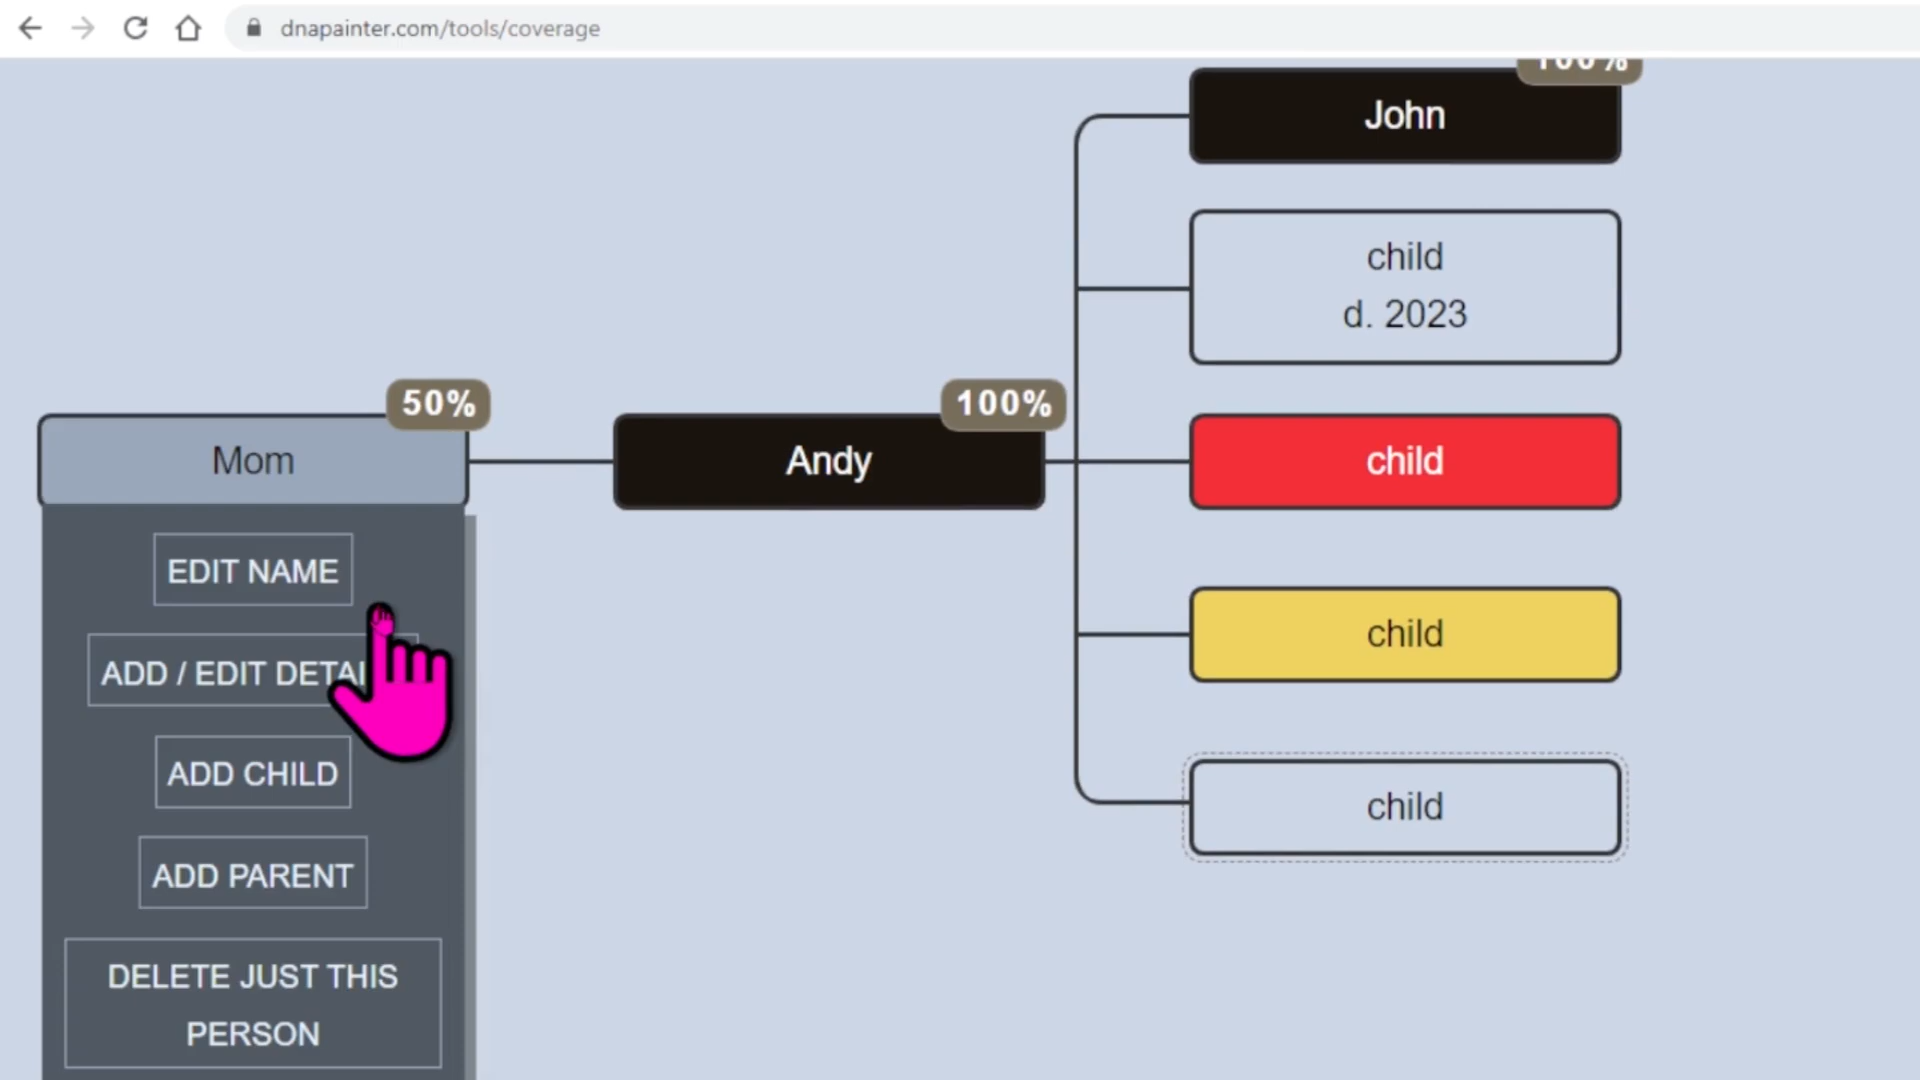 dnapainter.com/tools/coverage
100%
John
child
d. 2023
50%
100%
Mom
Andy
child
EDIT NAME
child
ADD / EDIT DETAI
ADD CHILD
child
ADD PARENT
DELETE JUST THIS
PERSON